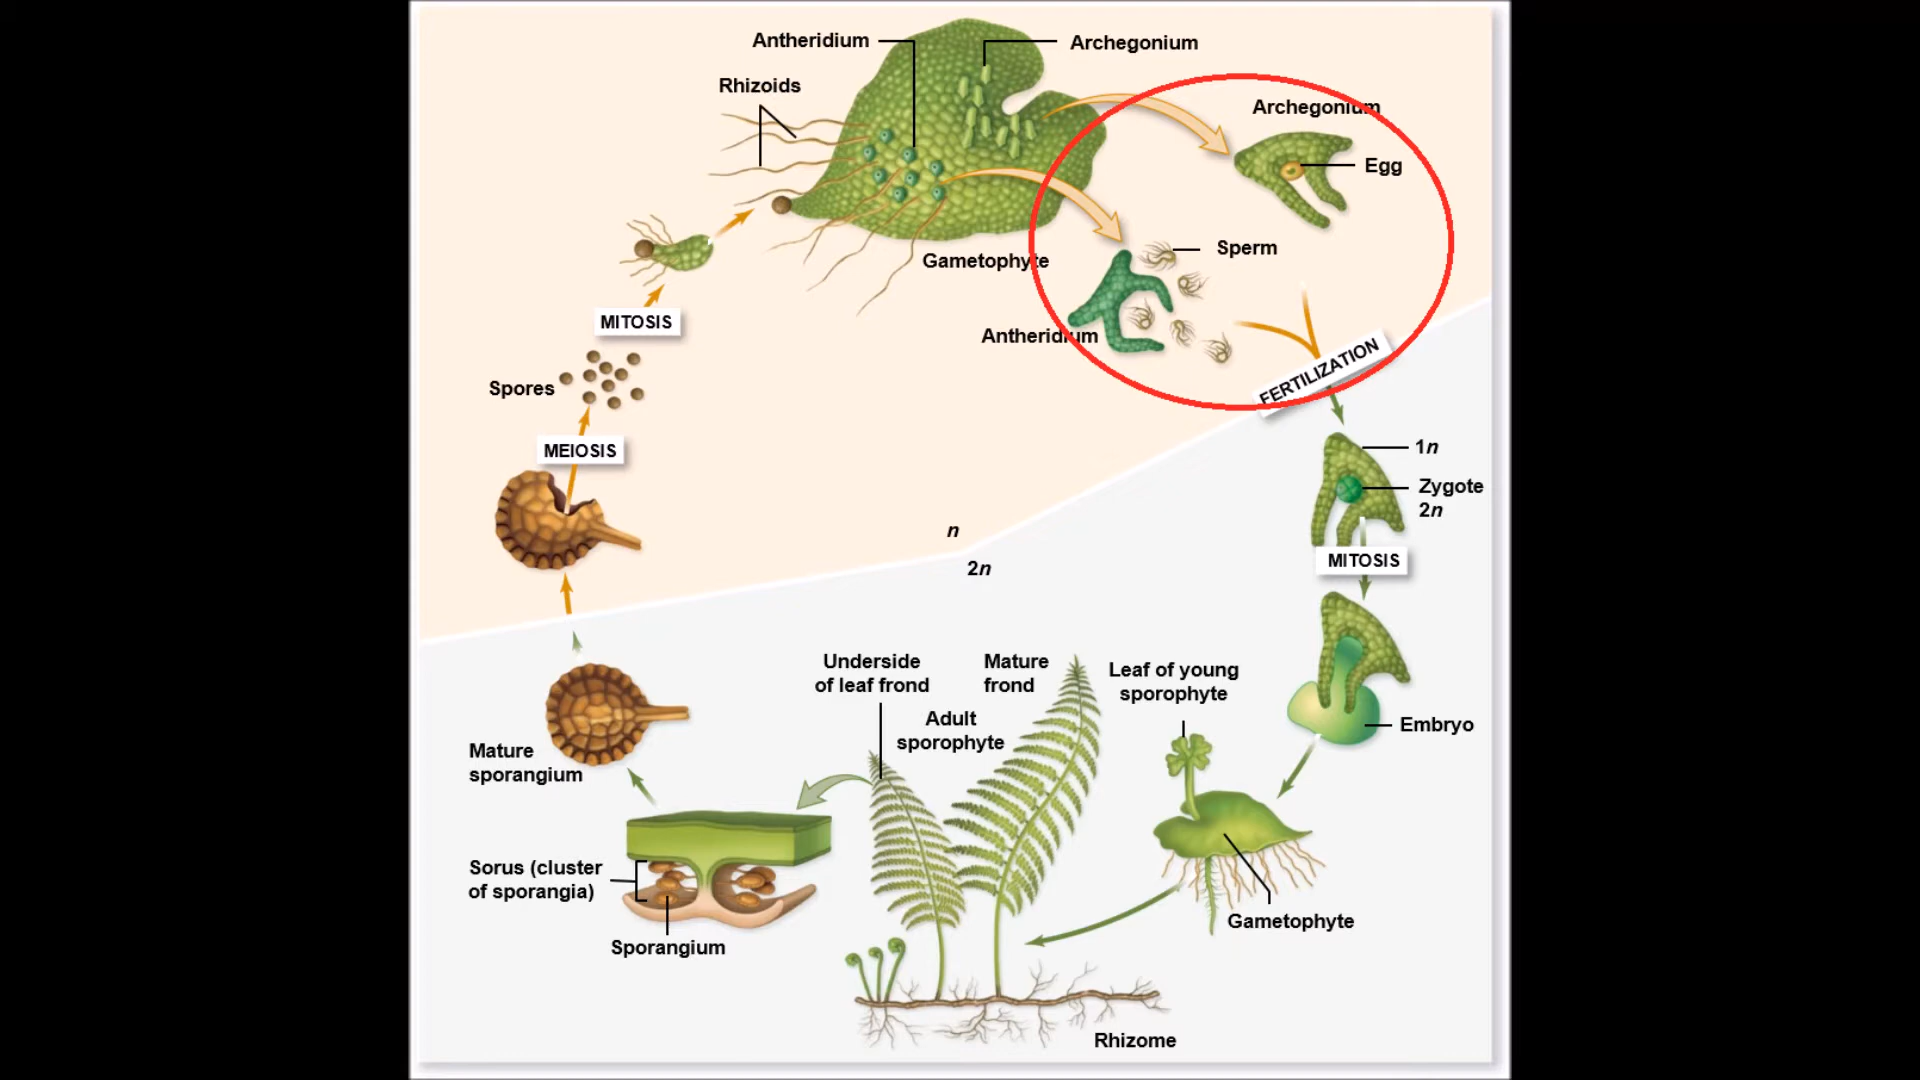 Antheridium
Archegonium
Rhizoids
Archegonium
Egg
Sperm
Gametophyte
Antheridium
MITOSIS
FERTILIZATION
Spores
MEIOSIS
1n
Zygote
2n
n
2n
MITOSIS
Underside
of leaf frond
Mature
frond
Leaf of young
sporophyte
Adult
sporophyte
Embryo
Mature
sporangium
Sorus (cluster
of sporangia)
Gametophyte
Sporangium
Rhizome